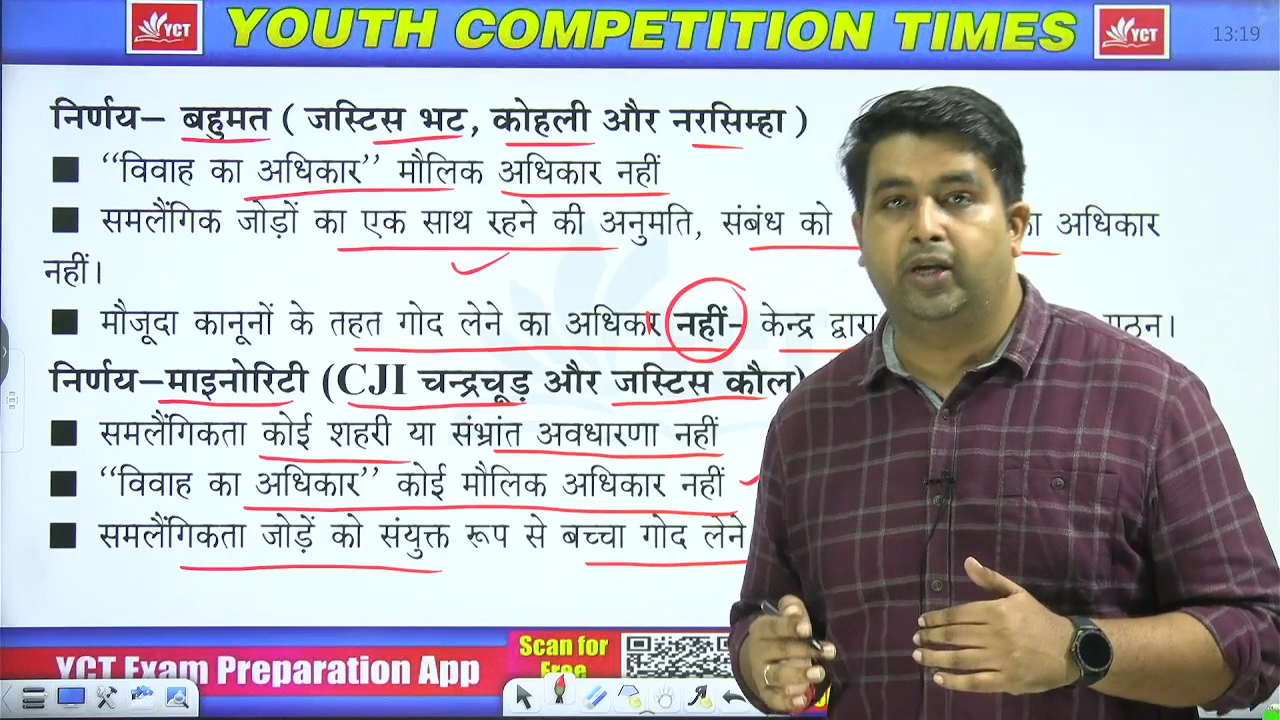 YCT YOUTH COMPETITION TIMES YCT 13:19
निर्णय– बहुमत ( जस्टिस भट, कोहली और नरसिम्हा )
■ “विवाह का अधिकार” मौलिक अधिकार नहीं
■ समलैंगिक जोड़ों का एक साथ रहने की अनुमति, संबंध को का अधिकार
नहीं।
■ मौजूदा कानूनों के तहत गोद लेने का अधिकार नहीं– केन्द्र द्वारा गठन।
निर्णय–माइनोरिटी (CJI चन्द्रचूड़ और जस्टिस कौल)
■ समलैंगिकता कोई शहरी या संभ्रांत अवधारणा नहीं
■ “विवाह का अधिकार” कोई मौलिक अधिकार नहीं
■ समलैंगिकता जोड़ें को संयुक्त रूप से बच्चा गोद लेने
YCT Exam Preparation App
Scan for
Free